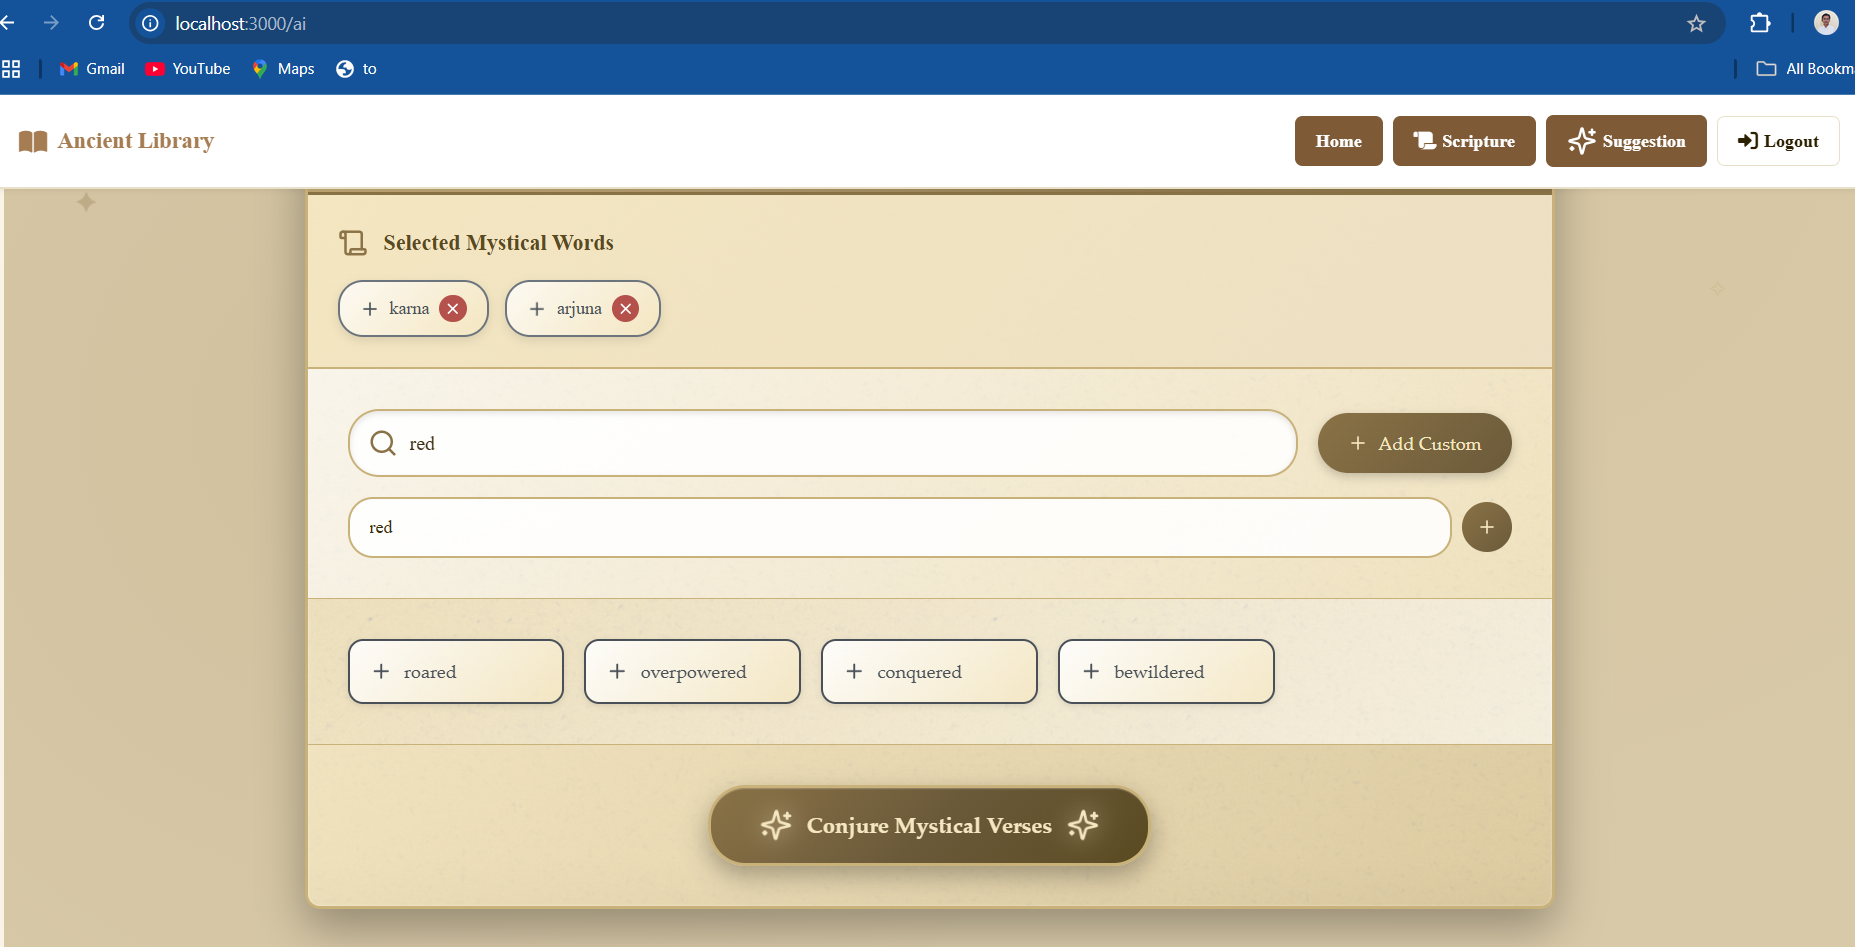 localhost:3000/ai
Gmail YouTube Maps to All Bookm
Ancient Library Home Scripture Suggestion Logout
Selected Mystical Words
karna arjuna
red Add Custom
red
roared overpowered conquered bewildered
Conjure Mystical Verses